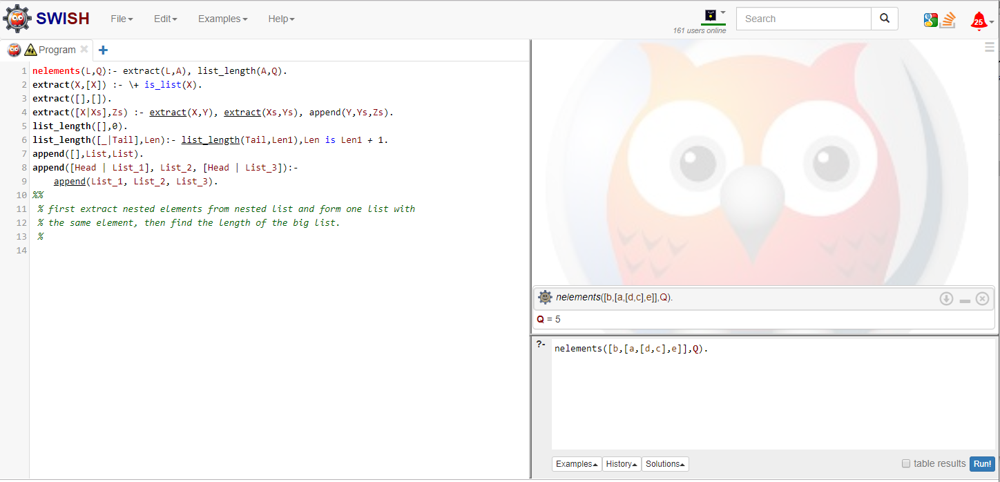 SWISH File Edit Examples Help 161 users online Search 25
Program
1 nelements(L,Q):- extract(L,A), list_length(A,Q).
2 extract(X,[X]) :- \+ is_list(X).
3 extract([],[]).
4 extract([X|Xs],Zs) :- extract(X,Y), extract(Xs,Ys), append(Y,Ys,Zs).
5 list_length([],0).
6 list_length([_|Tail],Len):- list_length(Tail,Len1),Len is Len1 + 1.
7 append([],List,List).
8 append([Head | List_1], List_2, [Head | List_3]):-
9     append(List_1, List_2, List_3).
10 %%
11  % first extract nested elements from nested list and form one list with
12  % the same element, then find the length of the big list.
13  %
14
nelements([b,[a,[d,c],e]],Q).
Q = 5
?- nelements([b,[a,[d,c],e]],Q).
Examples History Solutions table results Run!